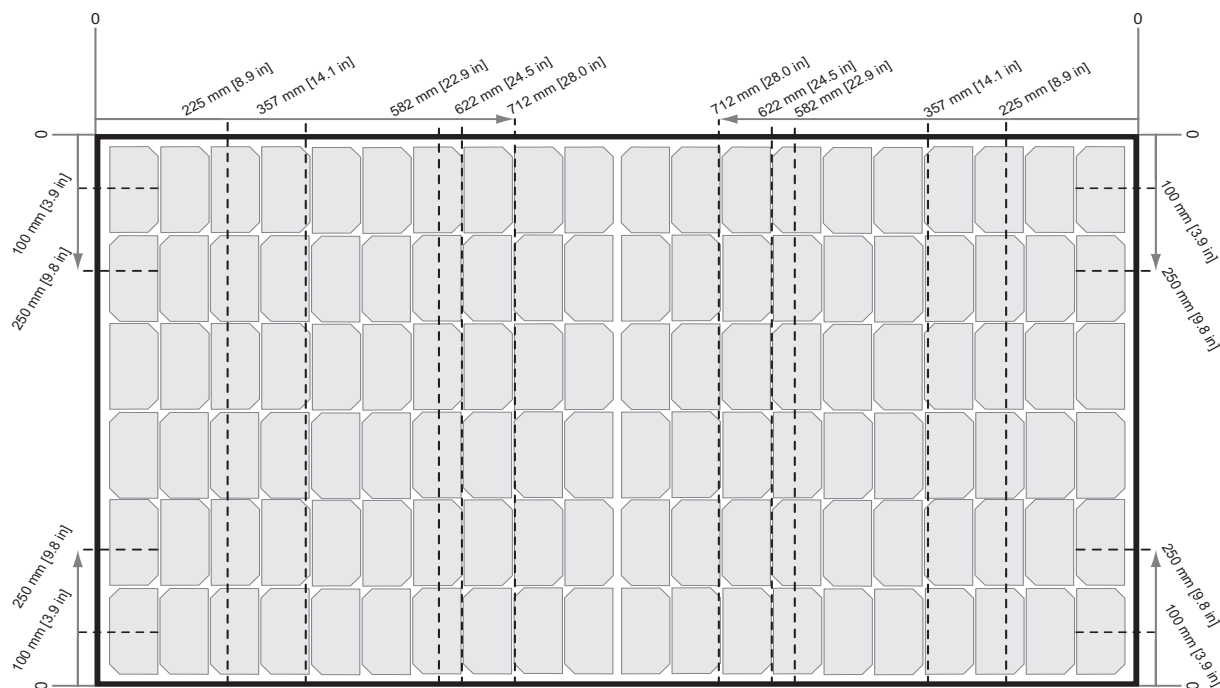 0
0
225 mm [8.9 in]
357 mm [14.1 in]
582 mm [22.9 in]
622 mm [24.5 in]
712 mm [28.0 in]
712 mm [28.0 in]
622 mm [24.5 in]
582 mm [22.9 in]
357 mm [14.1 in]
225 mm [8.9 in]
0
0
100 mm [3.9 in]
100 mm [3.9 in]
250 mm [9.8 in]
250 mm [9.8 in]
250 mm [9.8 in]
250 mm [9.8 in]
100 mm [3.9 in]
100 mm [3.9 in]
0
0